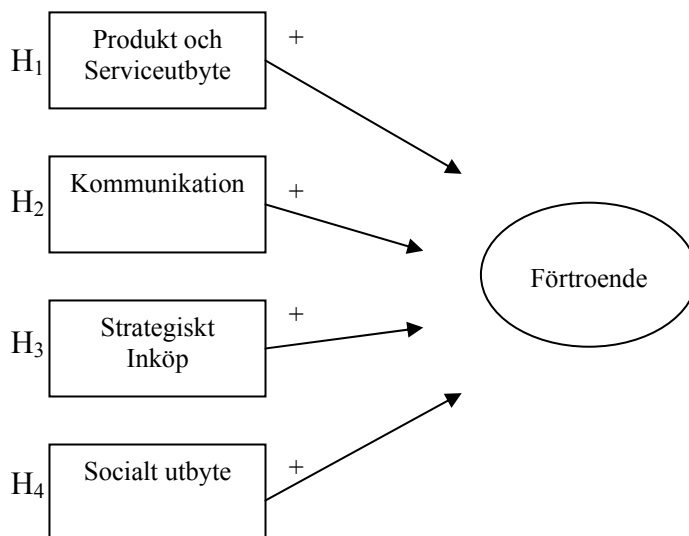 H₁
Produkt och
Serviceutbyte
+
H₂
Kommunikation
+
Förtroende
H₃
Strategiskt
Inköp
+
H₄
Socialt utbyte
+